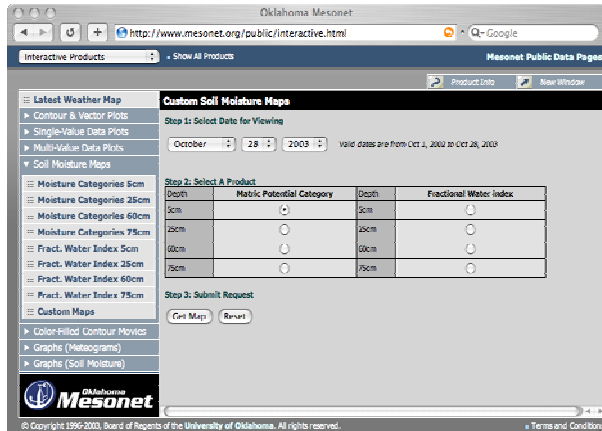 Oklahoma Mesonet
http://www.mesonet.org/public/interactive.html
Q- Google
Interactive Products
Show All Products
Mesonet Public Data Pages
Product Info
New Window
Latest Weather Map
Contour & Vector Plots
Single-Value Data Plots
Multi-Value Data Plots
Soil Moisture Maps
Moisture Categories 5cm
Moisture Categories 25cm
Moisture Categories 60cm
Moisture Categories 75cm
Fract. Water Index 5cm
Fract. Water Index 25cm
Fract. Water Index 60cm
Fract. Water Index 75cm
Custom Maps
Color-Filled Contour Movies
Graphs (Meteograms)
Graphs (Soil Moisture)
Oklahoma
Mesonet
Custom Soil Moisture Maps
Step 1: Select Date for Viewing
October 28 2003 Valid dates are from Oct 1, 2002 to Oct 28, 2003
Step 2: Select A Product
Depth Matric Potential Category Depth Fractional Water Index
5cm 5cm
25cm 25cm
60cm 60cm
75cm 75cm
Step 3: Submit Request
Get Map Reset
© Copyright 1996-2003, Board of Regents of the University of Oklahoma. All rights reserved.
Terms and Condition